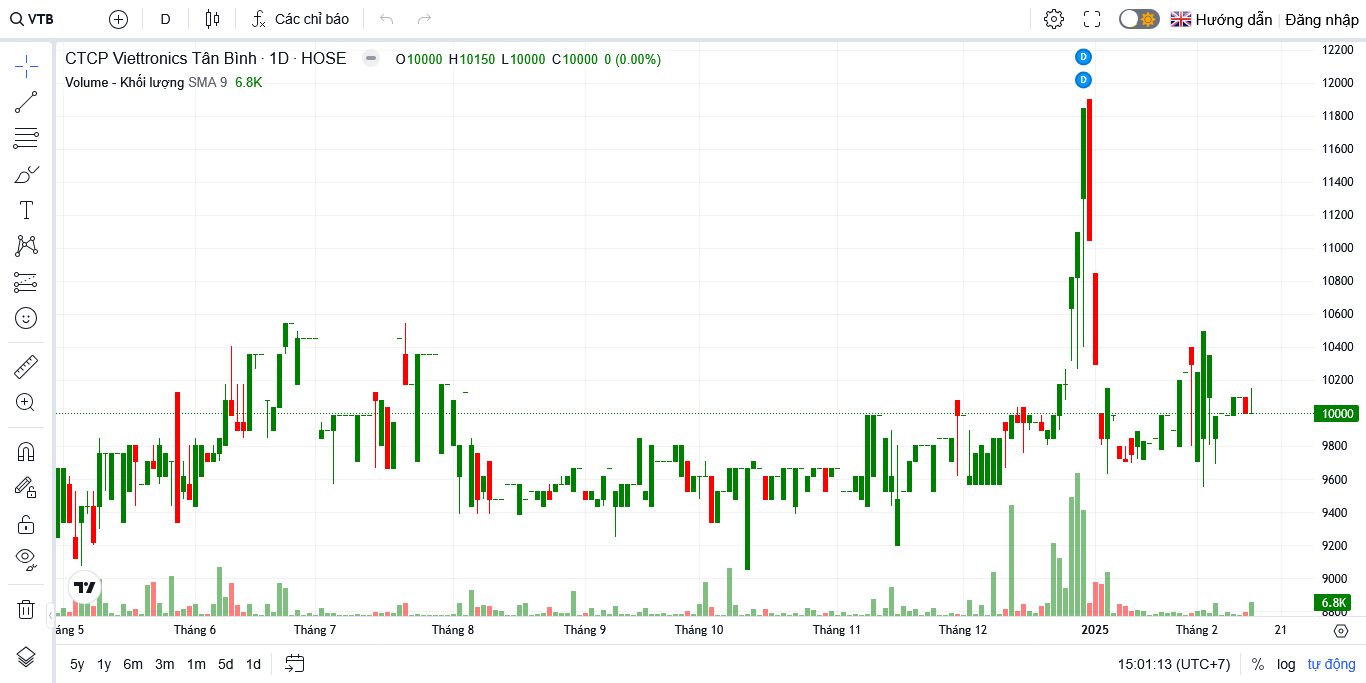 VTB D Các chỉ báo Hướng dẫn Đăng nhập
CTCP Viettronics Tân Bình · 1D · HOSE O10000 H10150 L10000 C10000 0 (0.00%)
Volume - Khối lượng SMA 9 6.8K
D
D
12200
12000
11800
11600
11400
11200
11000
10800
10600
10400
10200
10000
9800
9600
9400
9200
9000
6.8K
8800
áng 5 Tháng 6 Tháng 7 Tháng 8 Tháng 9 Tháng 10 Tháng 11 Tháng 12 2025 Tháng 2 21
5y 1y 6m 3m 1m 5d 1d 15:01:13 (UTC+7) % log tự động